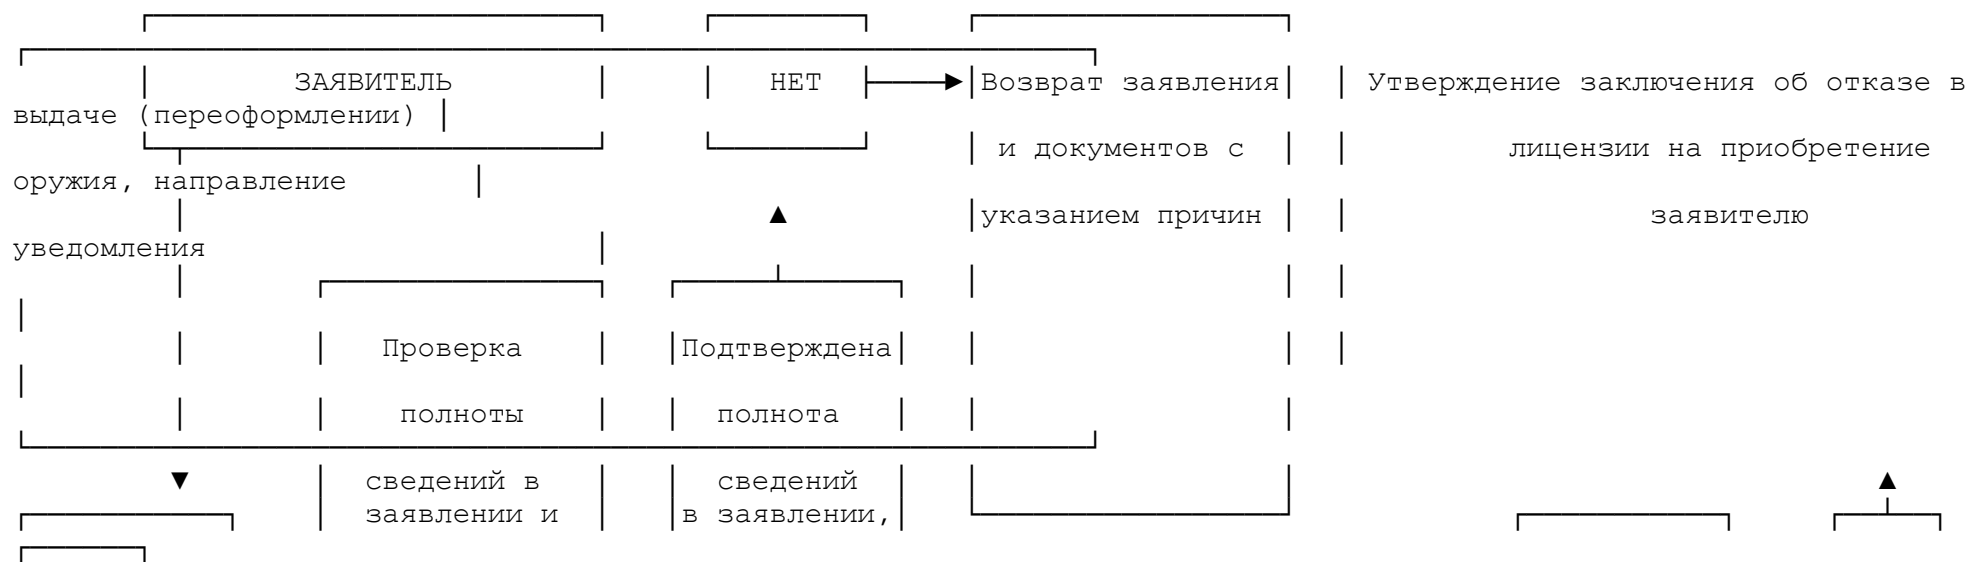 ЗАЯВИТЕЛЬ НЕТ Возврат заявления Утверждение заключения об отказе в
выдаче (переоформлении)
и документов с лицензии на приобретение
оружия, направление
указанием причин заявителю
уведомления
Проверка Подтверждена
полноты полнота
сведений в сведений
заявлении и в заявлении,